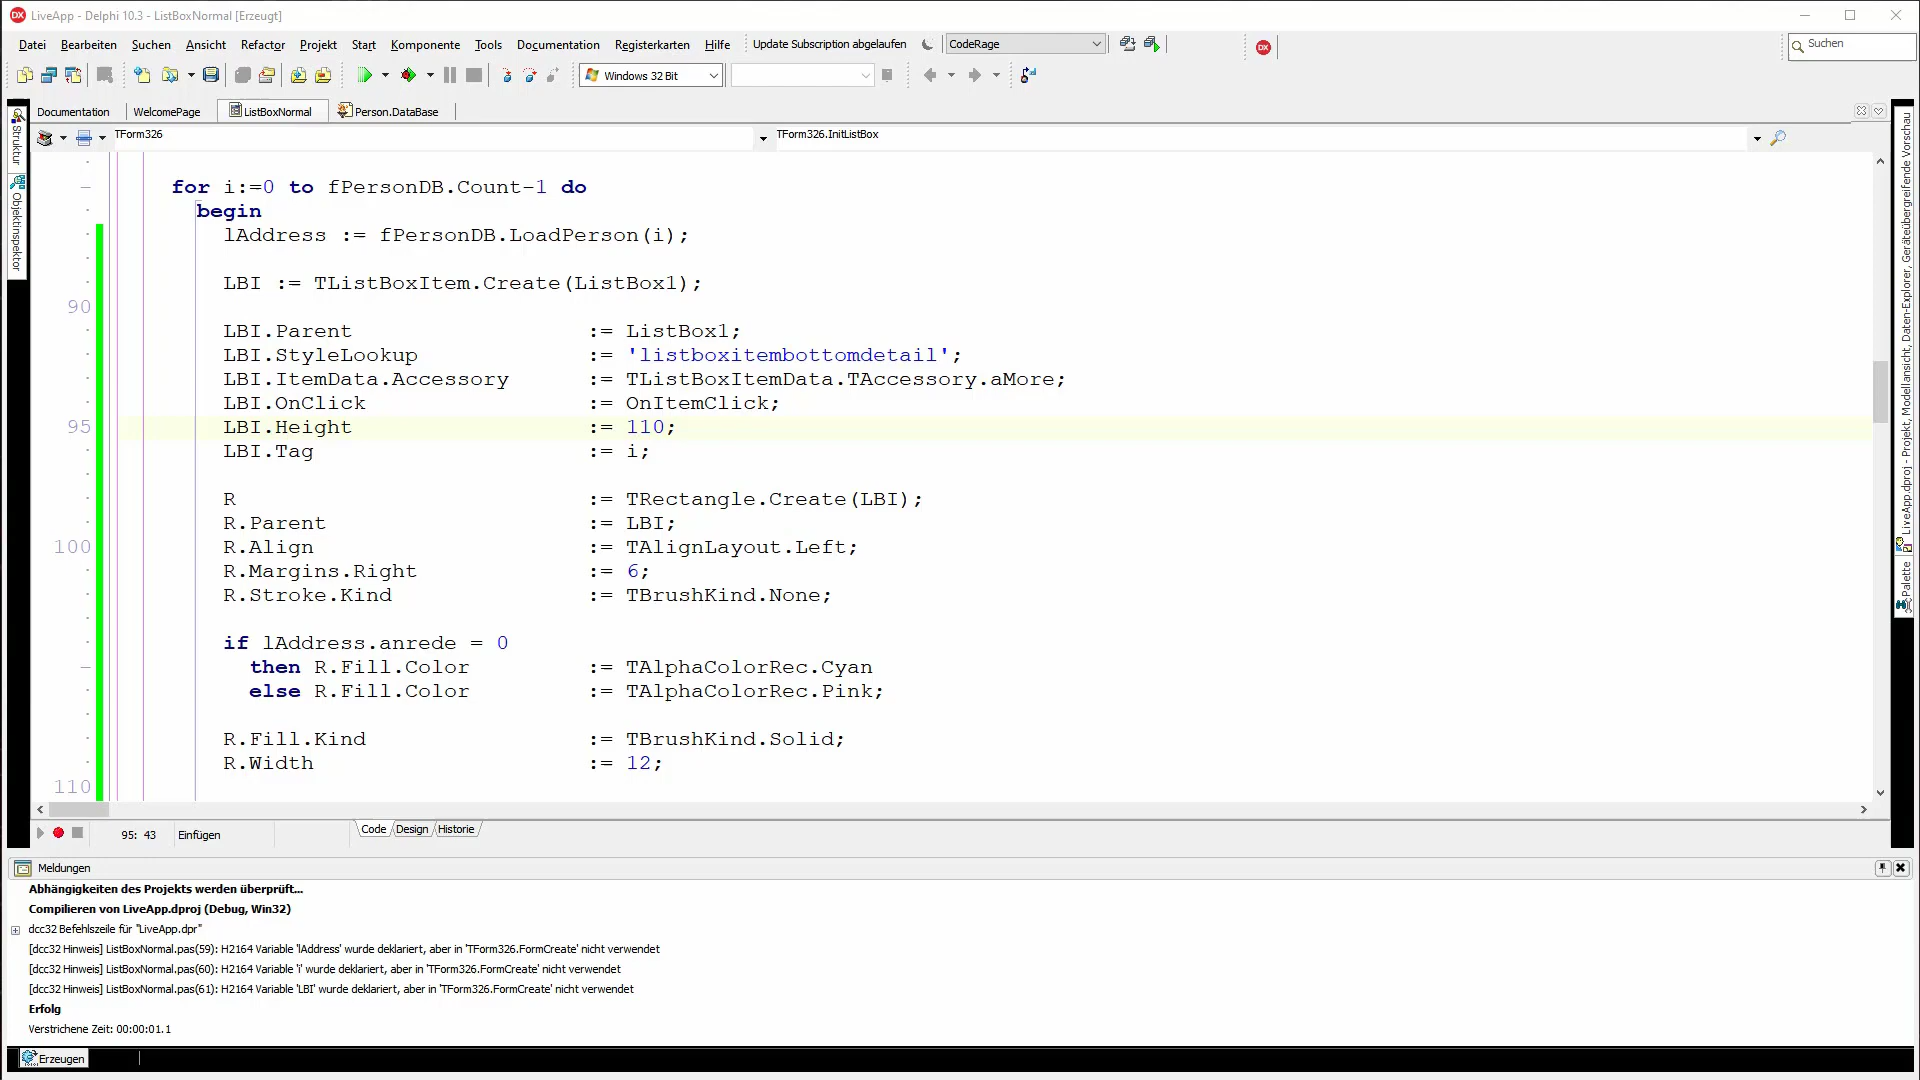 LiveApp - Delphi 10.3 - ListBoxNormal [Erzeugt]
Datei Bearbeiten Suchen Ansicht Refactor Projekt Start Komponente Tools Documentation Registerkarten Hilfe Update Subscription abgelaufen CodeRage Suchen
Windows 32 Bit
Documentation WelcomePage ListBoxNormal Person.DataBase
TForm326 TForm326.InitListBox
Struktur
Objektinspektor
for i:=0 to fPersonDB.Count-1 do
begin
lAddress := fPersonDB.LoadPerson(i);
LBI := TListBoxItem.Create(ListBox1);
90
LBI.Parent := ListBox1;
LBI.StyleLookup := 'listboxitembottomdetail';
LBI.ItemData.Accessory := TListBoxItemData.TAccessory.aMore;
LBI.OnClick := OnItemClick;
95 LBI.Height := 110;
LBI.Tag := i;
R := TRectangle.Create(LBI);
R.Parent := LBI;
100 R.Align := TAlignLayout.Left;
R.Margins.Right := 6;
R.Stroke.Kind := TBrushKind.None;
if lAddress.anrede = 0
then R.Fill.Color := TAlphaColorRec.Cyan
else R.Fill.Color := TAlphaColorRec.Pink;
R.Fill.Kind := TBrushKind.Solid;
R.Width := 12;
110
LiveApp.dproj - Projekt, Modellansicht, Daten-Explorer, Geräteübergreifende Vorschau
Palette
95: 43 Einfügen Code Design Historie
Meldungen
Abhängigkeiten des Projekts werden überprüft...
Compilieren von LiveApp.dproj (Debug, Win32)
dcc32 Befehlszeile für "LiveApp.dpr"
[dcc32 Hinweis] ListBoxNormal.pas(59): H2164 Variable 'lAddress' wurde deklariert, aber in 'TForm326.FormCreate' nicht verwendet
[dcc32 Hinweis] ListBoxNormal.pas(60): H2164 Variable 'i' wurde deklariert, aber in 'TForm326.FormCreate' nicht verwendet
[dcc32 Hinweis] ListBoxNormal.pas(61): H2164 Variable 'LBI' wurde deklariert, aber in 'TForm326.FormCreate' nicht verwendet
Erfolg
Verstrichene Zeit: 00:00:01.1
Erzeugen